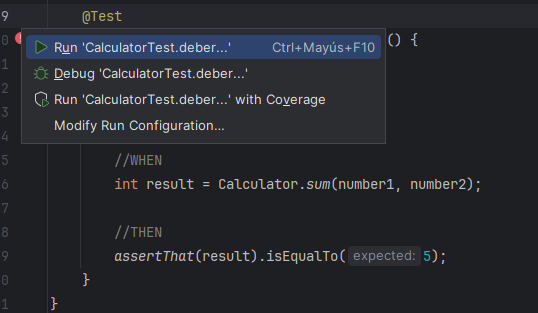 9 @Test
0 () {
1 Run 'CalculatorTest.deber...' Ctrl+Mayús+F10
2 Debug 'CalculatorTest.deber...'
3 Run 'CalculatorTest.deber...' with Coverage
4 Modify Run Configuration...
5 //WHEN
6 int result = Calculator.sum(number1, number2);
7
8 //THEN
9 assertThat(result).isEqualTo( expected: 5);
0 }
1 }